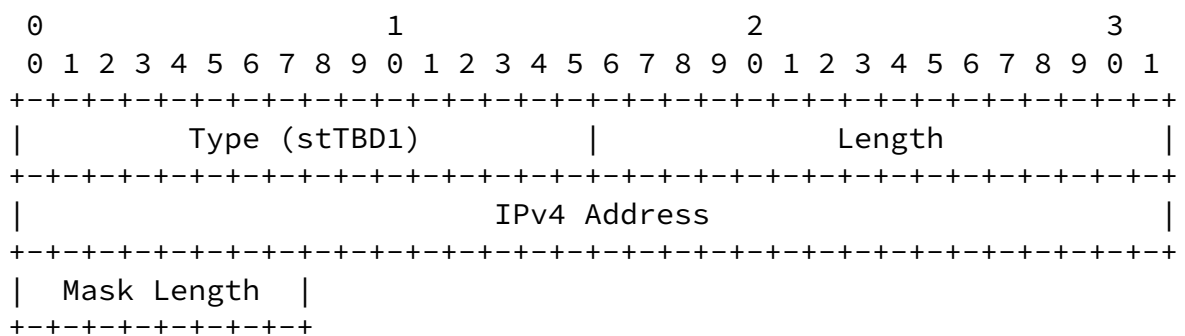 0                   1                   2                   3
 0 1 2 3 4 5 6 7 8 9 0 1 2 3 4 5 6 7 8 9 0 1 2 3 4 5 6 7 8 9 0 1
+-+-+-+-+-+-+-+-+-+-+-+-+-+-+-+-+-+-+-+-+-+-+-+-+-+-+-+-+-+-+-+-+
|         Type (stTBD1)         |             Length            |
+-+-+-+-+-+-+-+-+-+-+-+-+-+-+-+-+-+-+-+-+-+-+-+-+-+-+-+-+-+-+-+-+
|                          IPv4 Address                         |
+-+-+-+-+-+-+-+-+-+-+-+-+-+-+-+-+-+-+-+-+-+-+-+-+-+-+-+-+-+-+-+-+
|  Mask Length  |
+-+-+-+-+-+-+-+-+